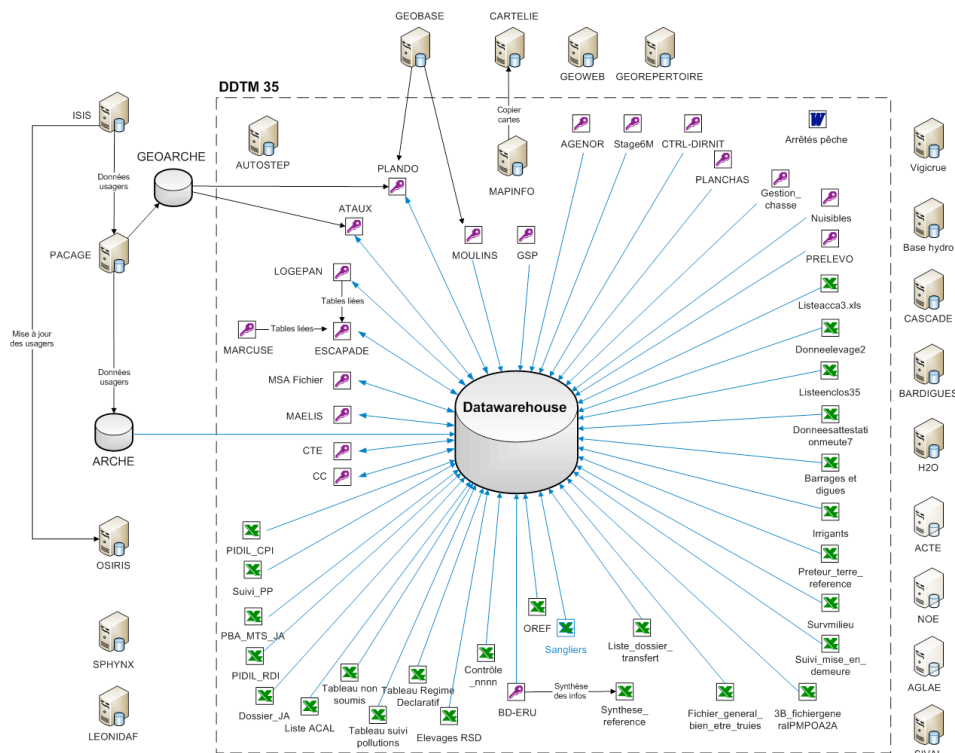 GEOBASE
CARTELIE
GEOWEB
GEOREPERTOIRE
DDTM 35
ISIS
GEOARCHE
Données
usagers
PACAGE
Mise à jour
des usagers
Données
usagers
ARCHE
OSIRIS
SPHYNX
LEONIDAF
AUTOSTEP
PLANDO
ATAUX
Copier
cartes
MAPINFO
MOULINS
GSP
AGENOR
Stage6M
CTRL-DIRNIT
PLANCHAS
Arrêtés pêche
Gestion_
chasse
Nuisibles
PRELEVO
LOGEPAN
Tables liées
MARCUSE
Tables liées
ESCAPADE
MSA Fichier
MAELIS
CTE
CC
Datawarehouse
Listeacca3.xls
Donneelevage2
Listeenclos35
Donneesattestati
onmeute7
Barrages et
digues
Irrigants
Preteur_terre_
reference
Survmilieu
Suivi_mise_en_
demeure
PIDIL_CPI
Suivi_PP
PBA_MTS_JA
PIDIL_RDI
Dossier_JA
Liste ACAL
Tableau non
soumis
Tableau suivi
pollutions
Tableau Regime
Declaratif
Elevages RSD
Contrôle
_nnnn
BD-ERU
Synthèse
des infos
Synthese_
reference
OREF
Sangliers
Liste_dossier_
transfert
Fichier_general_
bien_etre_truies
3B_fichiergene
ralPMPOA2A
Vigicrue
Base hydro
CASCADE
BARDIGUES
H2O
ACTE
NOE
AGLAE
SIVAL